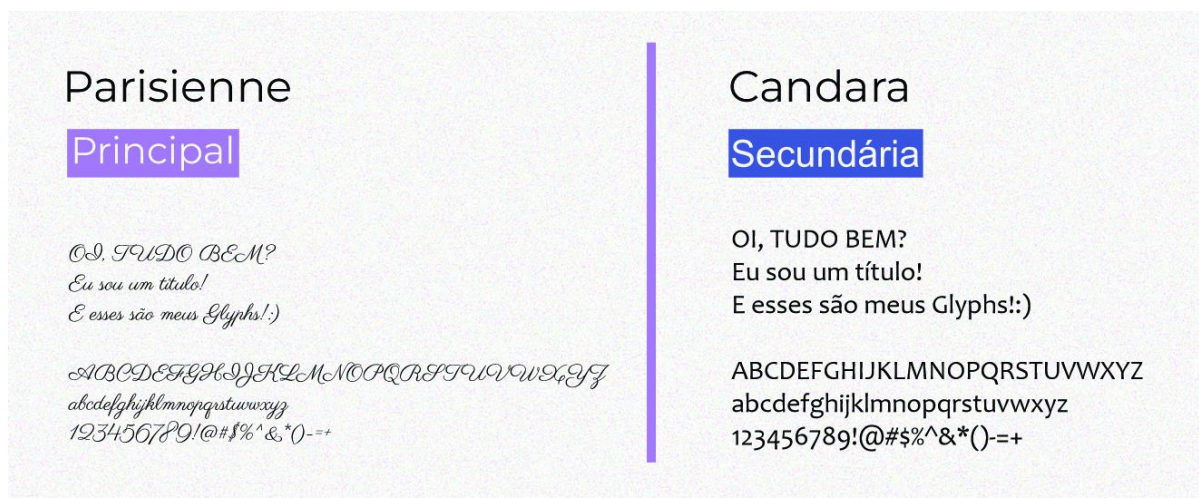 Parisienne
Principal
OI, TUDO BEM?
Eu sou um título!
E esses são meus Glyphs!:)
ABCDEFGHIJKLMNOPQRSTUVWXYZ
abcdefghijklmnopqrstuvwxyz
123456789!@#$%^&*()-=+
Candara
Secundária
OI, TUDO BEM?
Eu sou um título!
E esses são meus Glyphs!:)
ABCDEFGHIJKLMNOPQRSTUVWXYZ
abcdefghijklmnopqrstuvwxyz
123456789!@#$%^&*()-=+